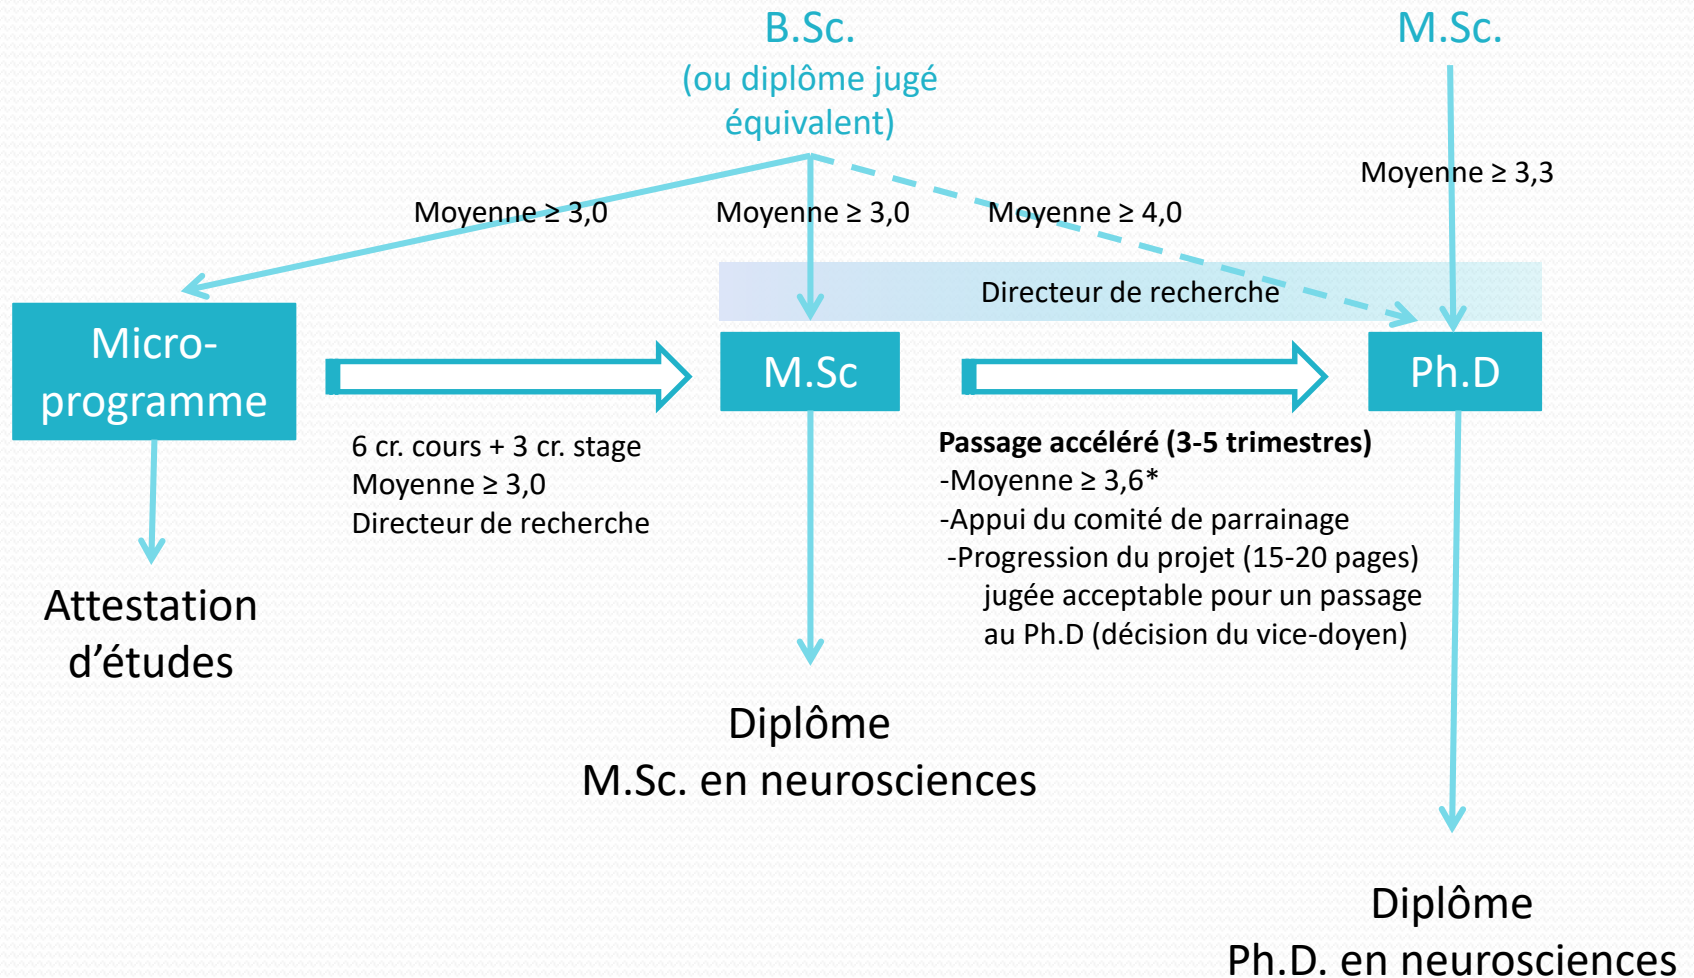 B.Sc.
(ou diplôme jugé
équivalent)
M.Sc.
Moyenne ≥ 3,3
Moyenne ≥ 3,0
Moyenne ≥ 3,0
Moyenne ≥ 4,0
Directeur de recherche
Micro-
programme
M.Sc
Ph.D
6 cr. cours + 3 cr. stage
Moyenne ≥ 3,0
Directeur de recherche
Passage accéléré (3-5 trimestres)
-Moyenne ≥ 3,6*
-Appui du comité de parrainage
-Progression du projet (15-20 pages)
jugée acceptable pour un passage
au Ph.D (décision du vice-doyen)
Attestation
d’études
Diplôme
M.Sc. en neurosciences
Diplôme
Ph.D. en neurosciences